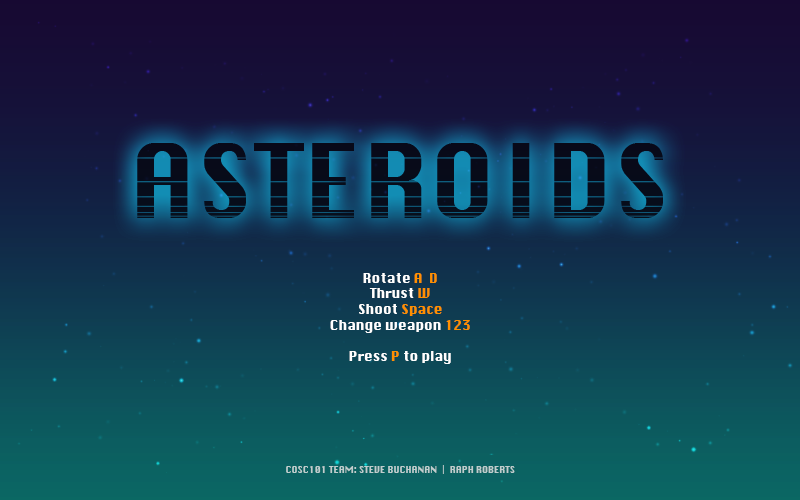 ASTEROIDS
Rotate A D
Thrust W
Shoot Space
Change weapon 123
Press P to play
COSC101 TEAM: STEVE BUCHANAN | RAPH ROBERTS